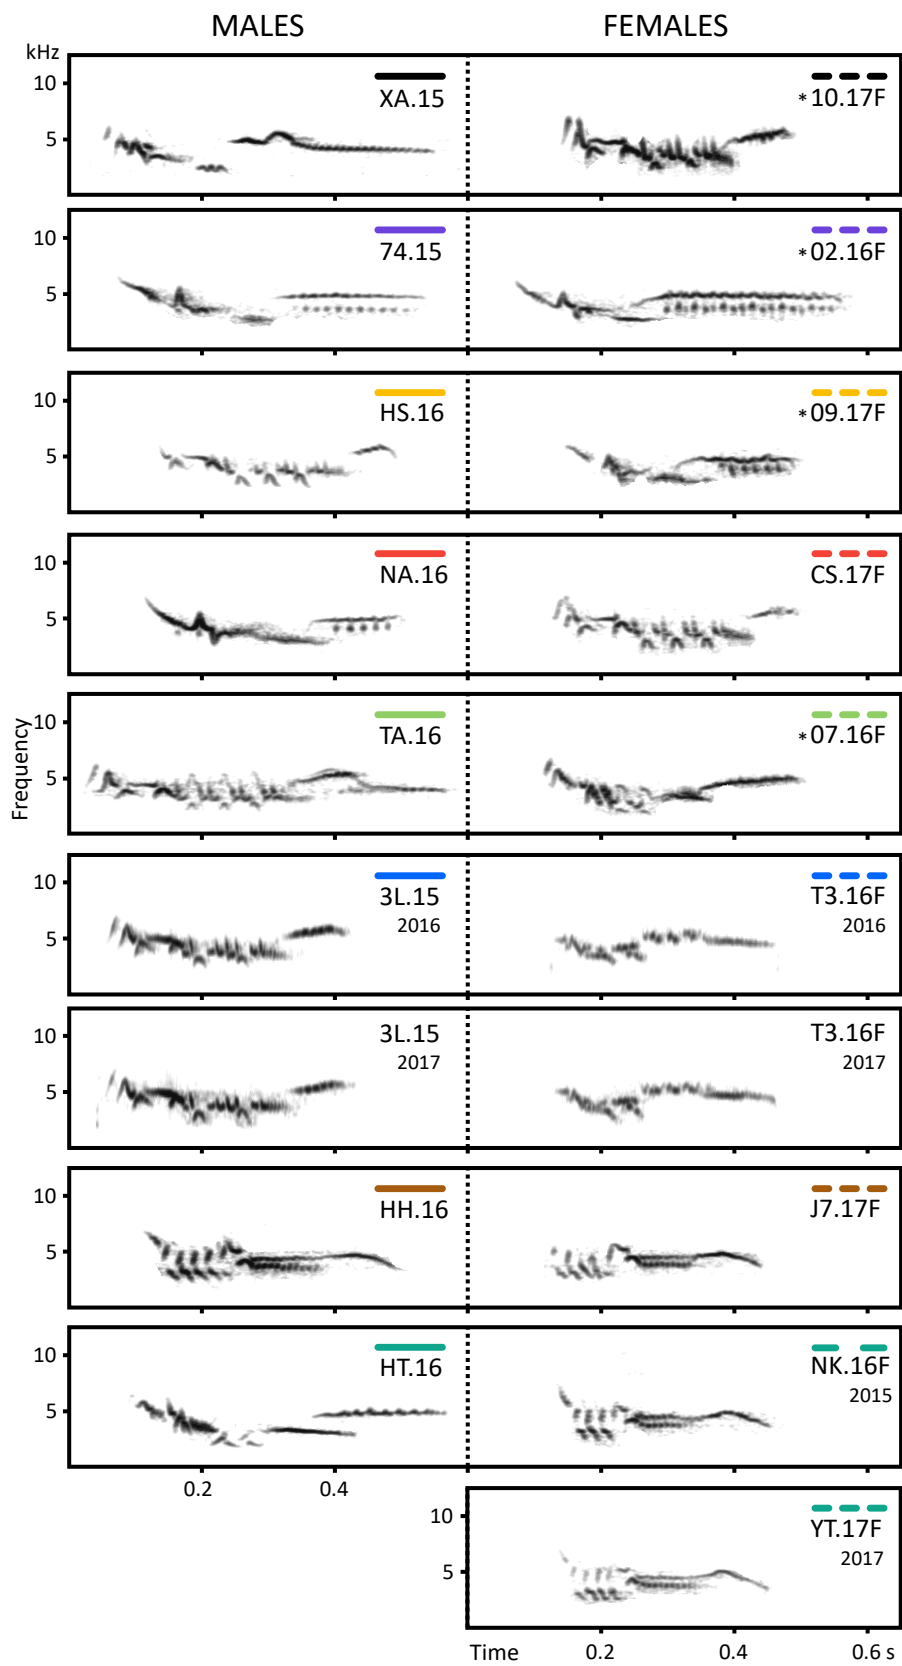 MALES FEMALES
kHz
10
5
XA.15
*10.17F
10
5
74.15
*02.16F
10
5
HS.16
*09.17F
10
5
NA.16
CS.17F
Frequency
10
5
TA.16
*07.16F
10
5
3L.15
2016
T3.16F
2016
10
5
3L.15
2017
T3.16F
2017
10
5
HH.16
J7.17F
10
5
HT.16
NK.16F
2015
0.2 0.4
10
5
YT.17F
2017
Time 0.2 0.4 0.6 s